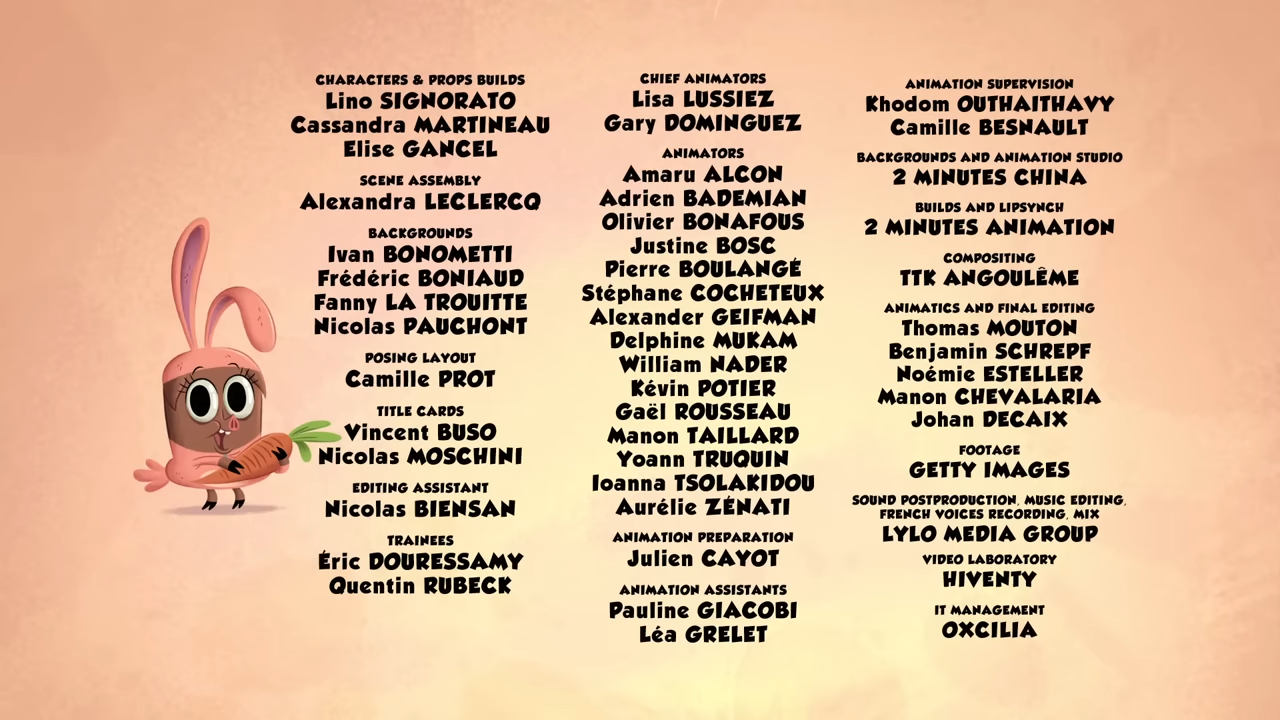 CHARACTERS & PROPS BUILDS
Lino SIGNORATO
Cassandra MARTINEAU
Elise GANCEL
SCENE ASSEMBLY
Alexandra LECLERCQ
BACKGROUNDS
Ivan BONOMETTI
Frédéric BONIAUD
Fanny LA TROUITTE
Nicolas PAUCHONT
POSING LAYOUT
Camille PROT
TITLE CARDS
Vincent BUSO
Nicolas MOSCHINI
EDITING ASSISTANT
Nicolas BIENSAN
TRAINEES
Éric DOURESSAMY
Quentin RUBECK
CHIEF ANIMATORS
Lisa LUSSIEZ
Gary DOMINGUEZ
ANIMATORS
Amaru ALCON
Adrien BADEMIAN
Olivier BONAFOUS
Justine BOSC
Pierre BOULANGÉ
Stéphane COCHETEUX
Alexander GEIFMAN
Delphine MUKAM
William NADER
Kévin POTIER
Gaël ROUSSEAU
Manon TAILLARD
Yoann TRUQUIN
Ioanna TSOLAKIDOU
Aurélie ZÉNATI
ANIMATION PREPARATION
Julien CAYOT
ANIMATION ASSISTANTS
Pauline GIACOBI
Léa GRELET
ANIMATION SUPERVISION
Khodom OUTHAITHAVY
Camille BESNAULT
BACKGROUNDS AND ANIMATION STUDIO
2 MINUTES CHINA
BUILDS AND LIPSYNCH
2 MINUTES ANIMATION
COMPOSITING
TTK ANGOULÊME
ANIMATICS AND FINAL EDITING
Thomas MOUTON
Benjamin SCHREPF
Noémie ESTELLER
Manon CHEVALARIA
Johan DECAIX
FOOTAGE
GETTY IMAGES
SOUND POSTPRODUCTION, MUSIC EDITING,
FRENCH VOICES RECORDING, MIX
LYLO MEDIA GROUP
VIDEO LABORATORY
HIVENTY
IT MANAGEMENT
OXCILIA